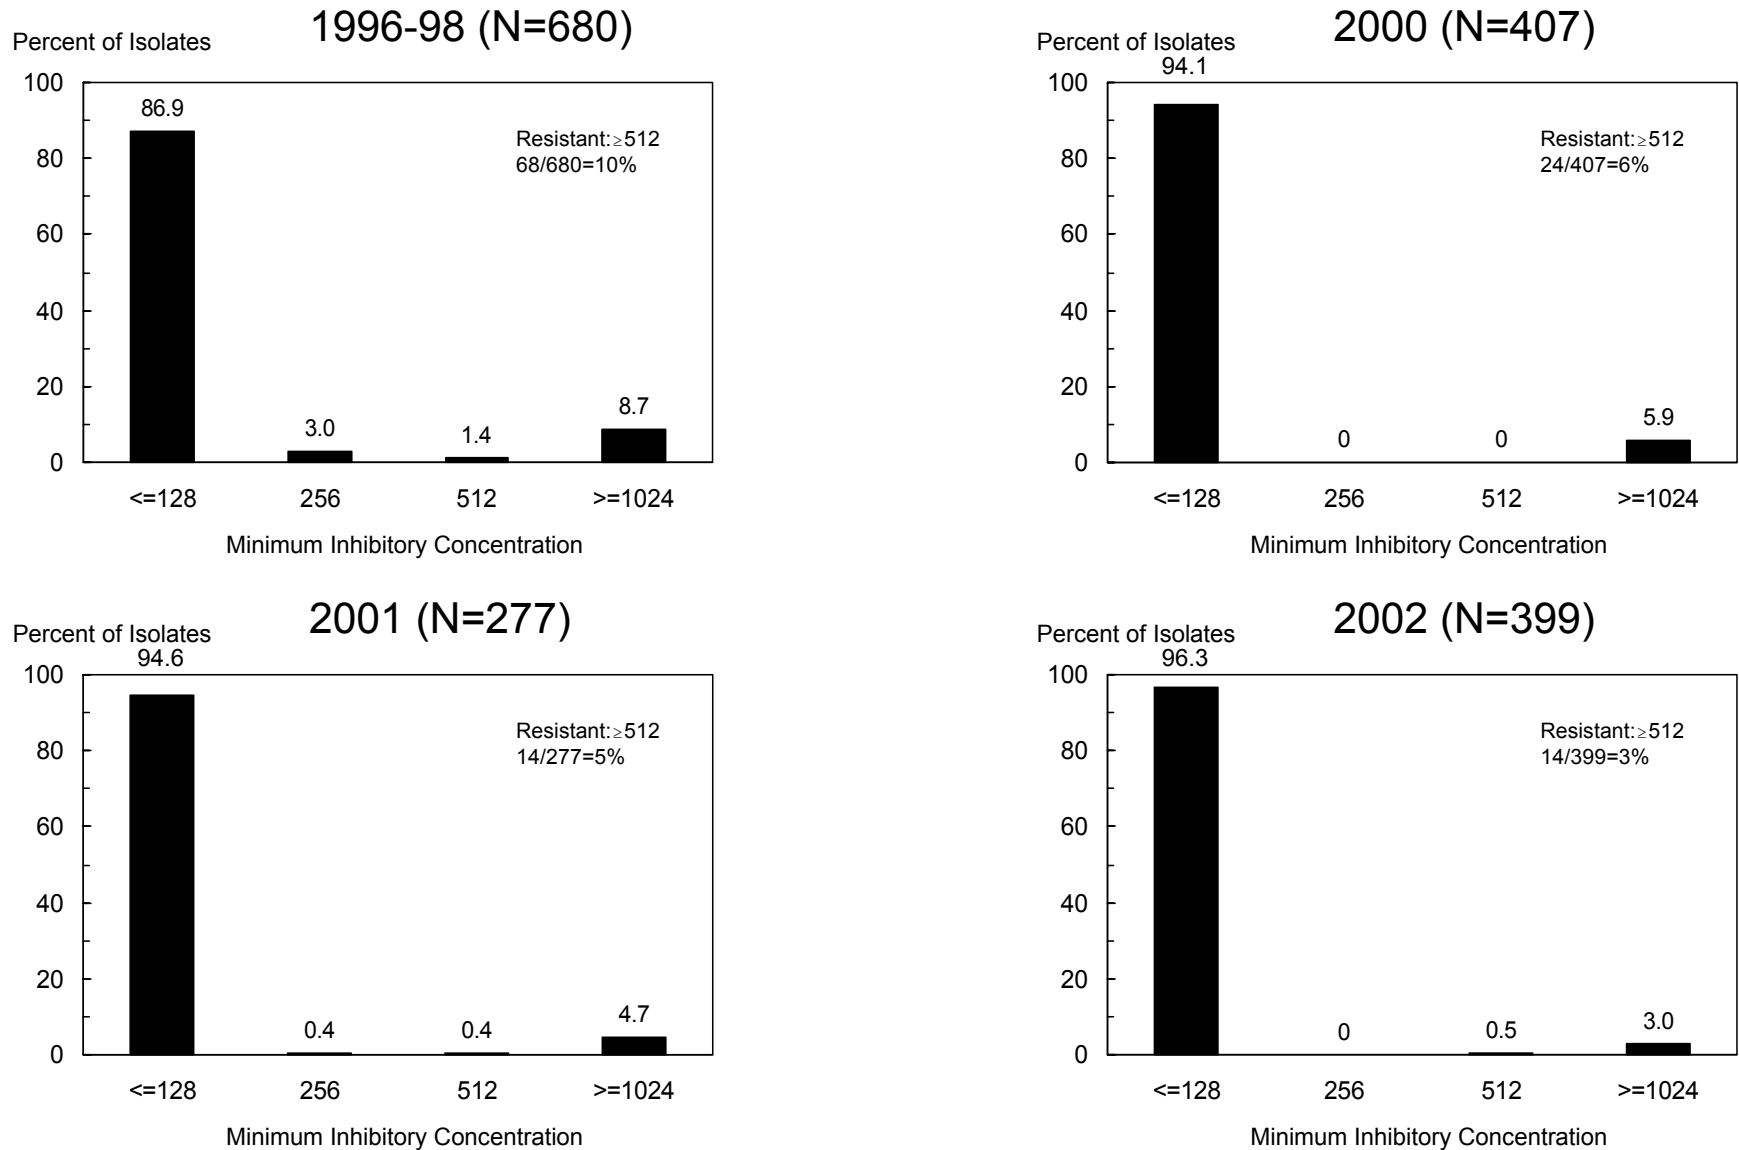 1996-98 (N=680)
Percent of Isolates
100
80
60
40
20
0
86.9
3.0
1.4
8.7
Resistant:≥512
68/680=10%
<=128 256 512 >=1024
Minimum Inhibitory Concentration
2000 (N=407)
Percent of Isolates
94.1
100
80
60
40
20
0
0
0
5.9
Resistant:≥512
24/407=6%
<=128 256 512 >=1024
Minimum Inhibitory Concentration
2001 (N=277)
Percent of Isolates
94.6
100
80
60
40
20
0
0.4
0.4
4.7
Resistant:≥512
14/277=5%
<=128 256 512 >=1024
Minimum Inhibitory Concentration
2002 (N=399)
Percent of Isolates
96.3
100
80
60
40
20
0
0
0.5
3.0
Resistant:≥512
14/399=3%
<=128 256 512 >=1024
Minimum Inhibitory Concentration